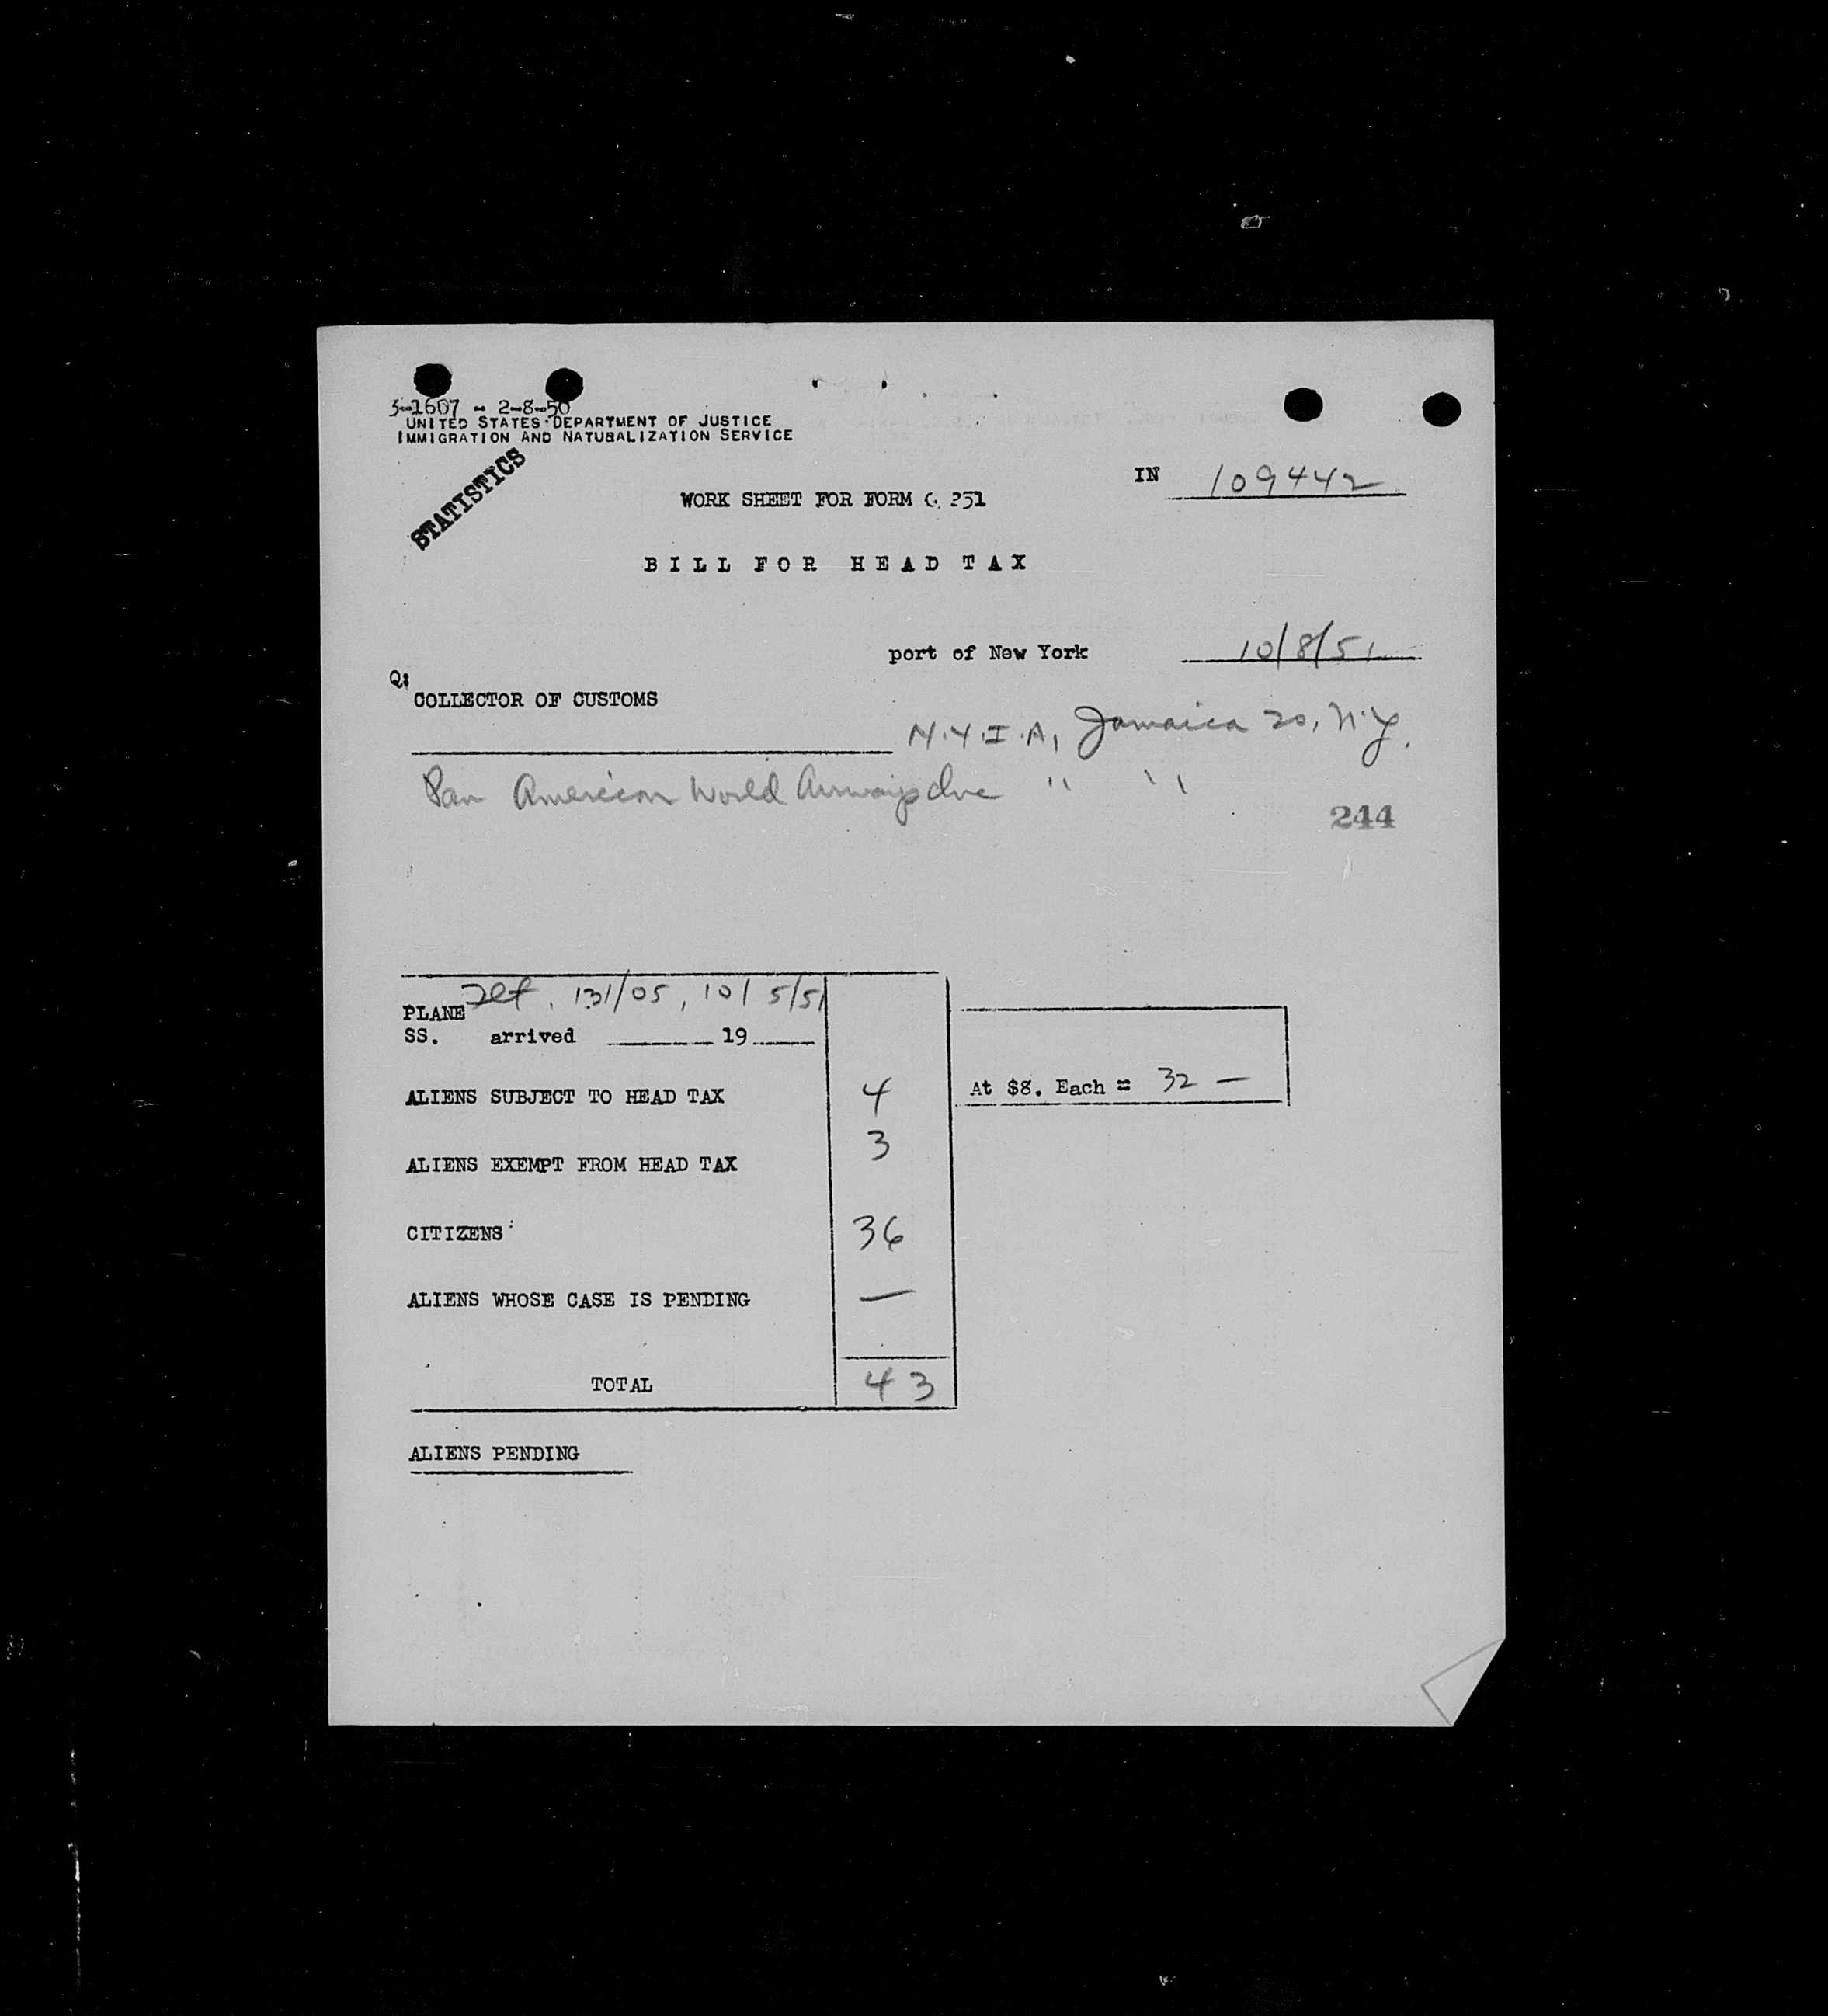 3-1607 - 2-8-50
UNITED STATES DEPARTMENT OF JUSTICE
IMMIGRATION AND NATURALIZATION SERVICE
STATISTICS
IN 109442
WORK SHEET FOR FORM G 351
BILL FOR HEAD TAX
port of New York 10/8/51
COLLECTOR OF CUSTOMS
N.Y.I.A, Jamaica 20, N.Y.
Pan American World Airways Inc " "
244
PLANE 131/05, 10/5/51
SS. arrived 19
ALIENS SUBJECT TO HEAD TAX 4 At $8. Each = 32 —
ALIENS EXEMPT FROM HEAD TAX 3
CITIZENS 36
ALIENS WHOSE CASE IS PENDING —
TOTAL 43
ALIENS PENDING